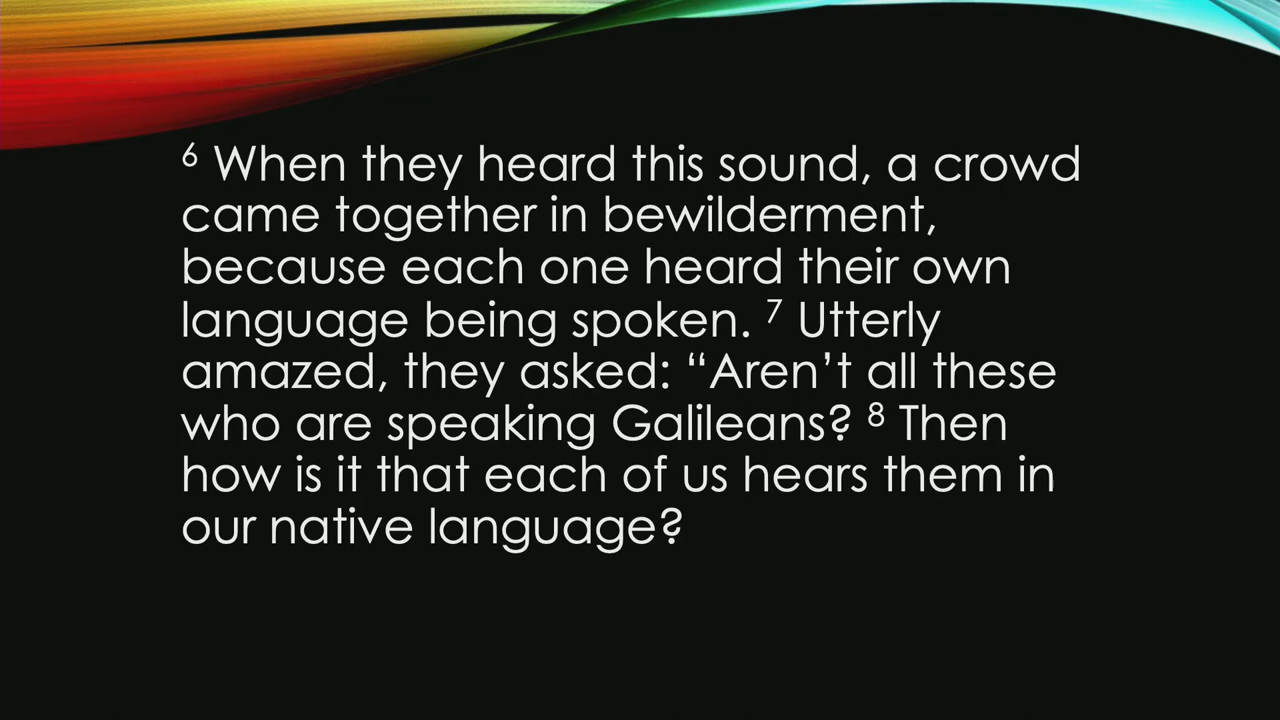 ⁶ When they heard this sound, a crowd
came together in bewilderment,
because each one heard their own
language being spoken. ⁷ Utterly
amazed, they asked: “Aren’t all these
who are speaking Galileans? ⁸ Then
how is it that each of us hears them in
our native language?